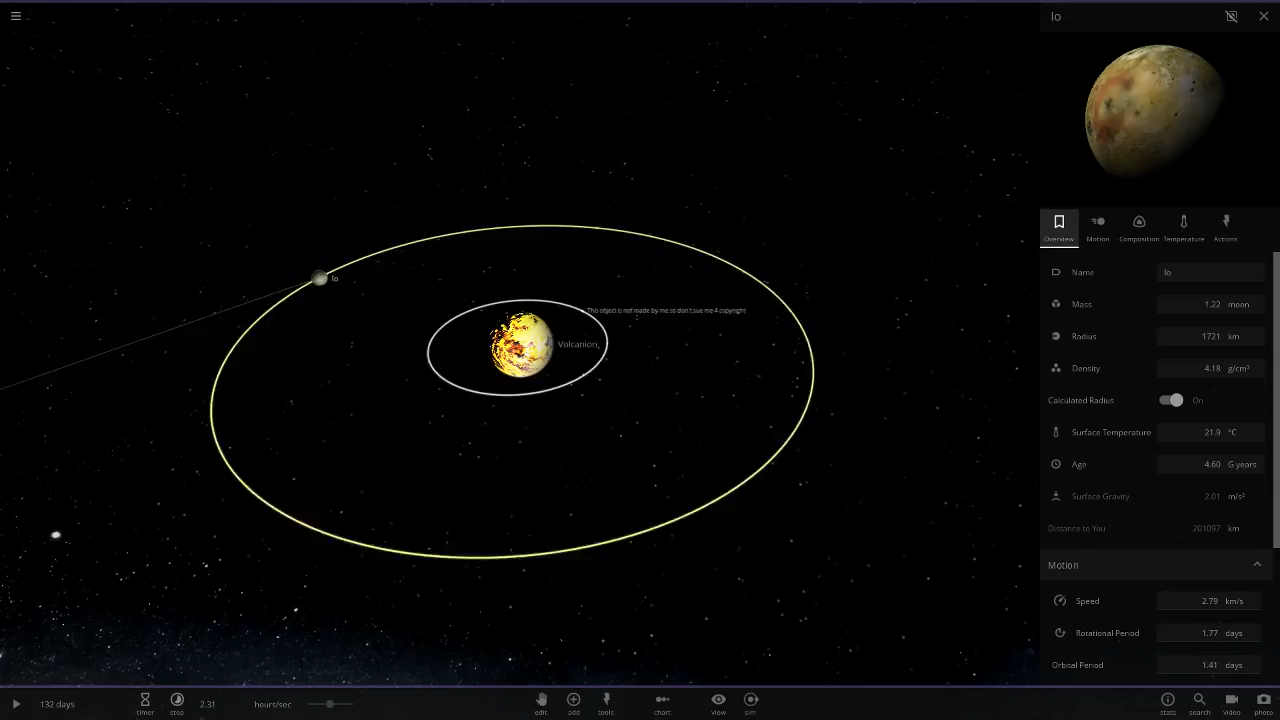 Io
Overview Motion Composition Temperature Actions
Name Io
Mass 1.22 moon
Radius 1721 km
Density 4.18 g/cm³
Calculated Radius On
Surface Temperature 21.9 °C
Age 4.60 G years
Surface Gravity 2.01 m/s²
Distance to You 201097 km
Motion
Speed 2.79 km/s
Rotational Period 1.77 days
Orbital Period 1.41 days
Io
This object is not made by me so don't sue me 4 copyright
Volcanion
132 days timer step 2.31 hours/sec edit add tools chart view sim stats search video photo